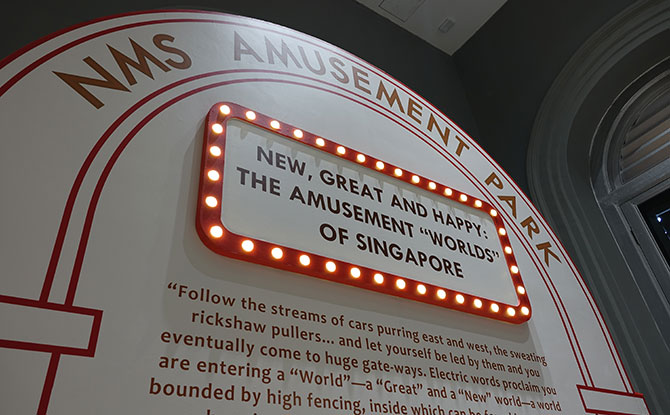 NMS AMUSEMENT PARK
NEW, GREAT AND HAPPY:
THE AMUSEMENT “WORLDS”
OF SINGAPORE
“Follow the streams of cars purring east and west, the sweating
rickshaw pullers... and let yourself be led by them and you
eventually come to huge gate-ways. Electric words proclaim you
are entering a “World”—a “Great” and a “New” world—a world
bounded by high fencing, inside which can be